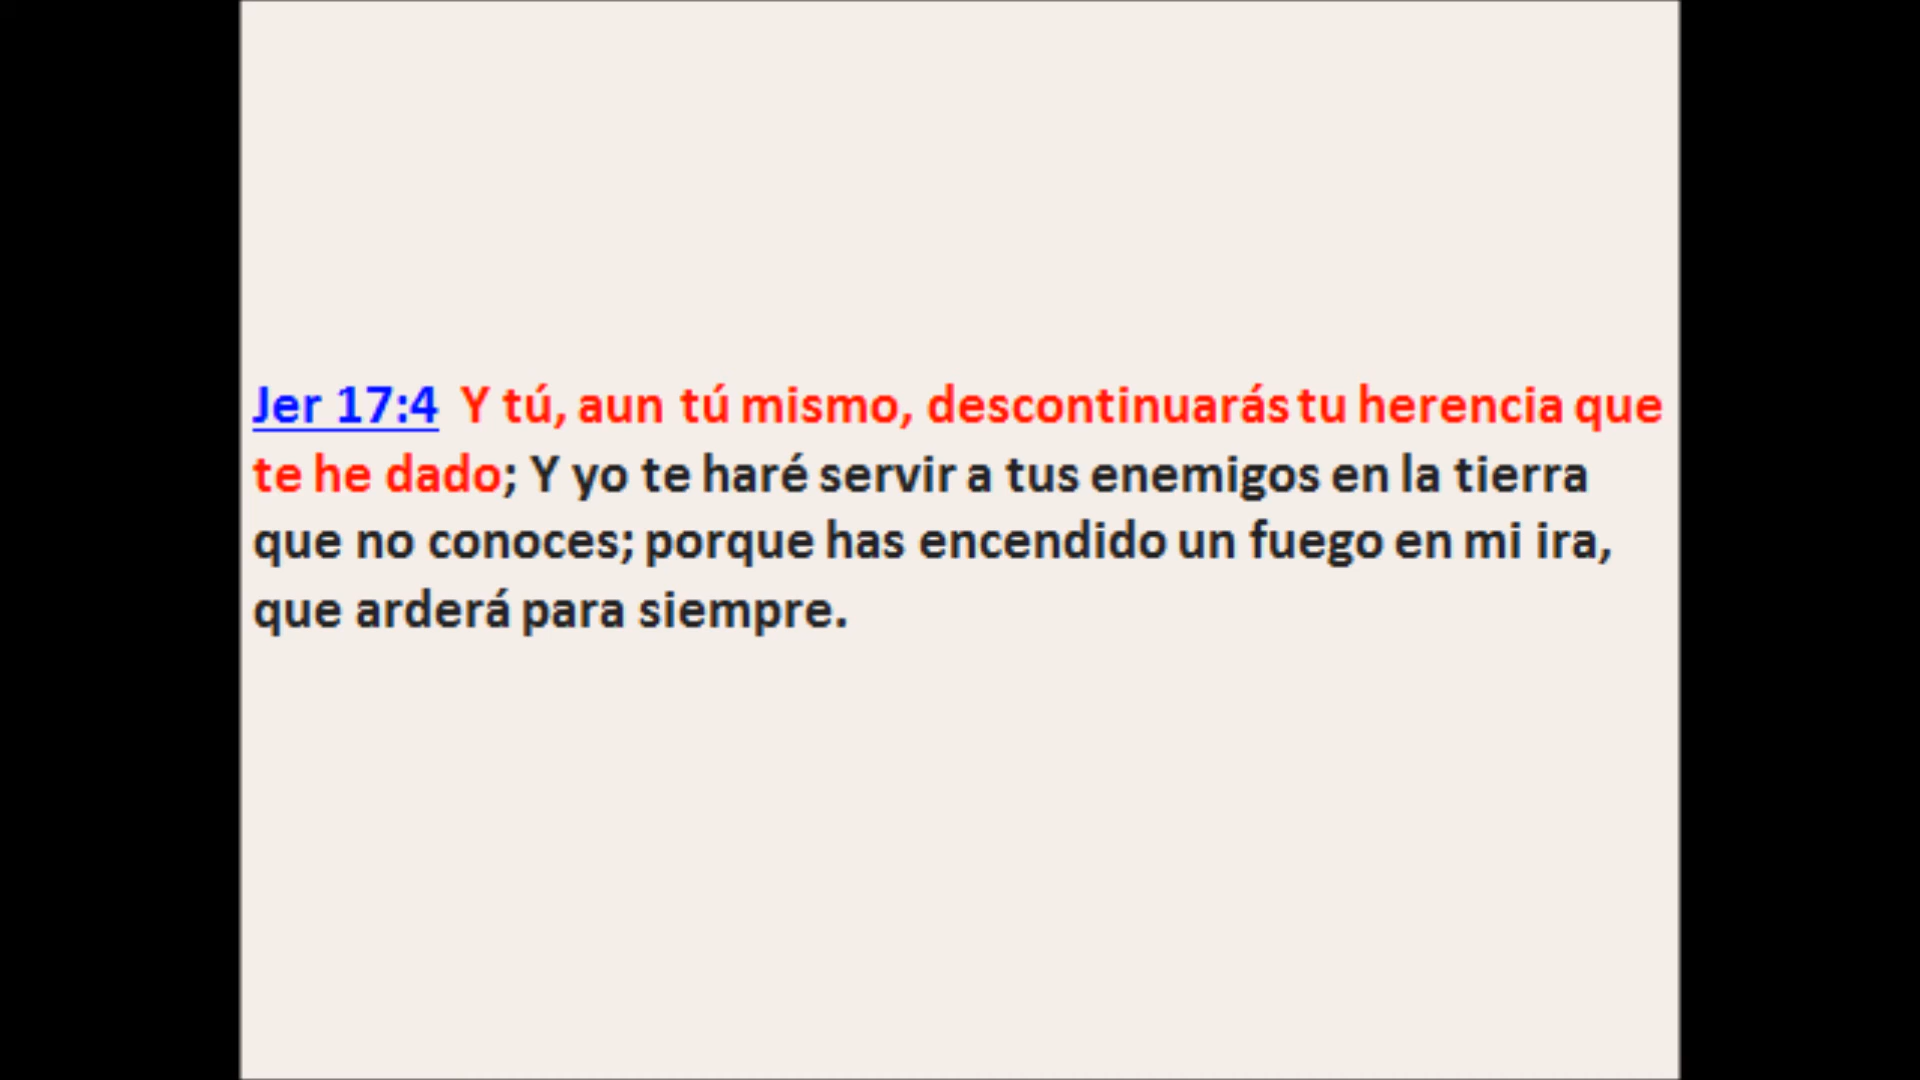 Jer 17:4 Y tú, aun tú mismo, descontinuarás tu herencia que
te he dado; Y yo te haré servir a tus enemigos en la tierra
que no conoces; porque has encendido un fuego en mi ira,
que arderá para siempre.